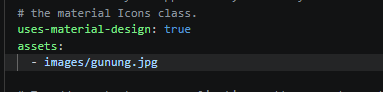 # the material Icons class.
uses-material-design: true
assets:
- images/gunung.jpg